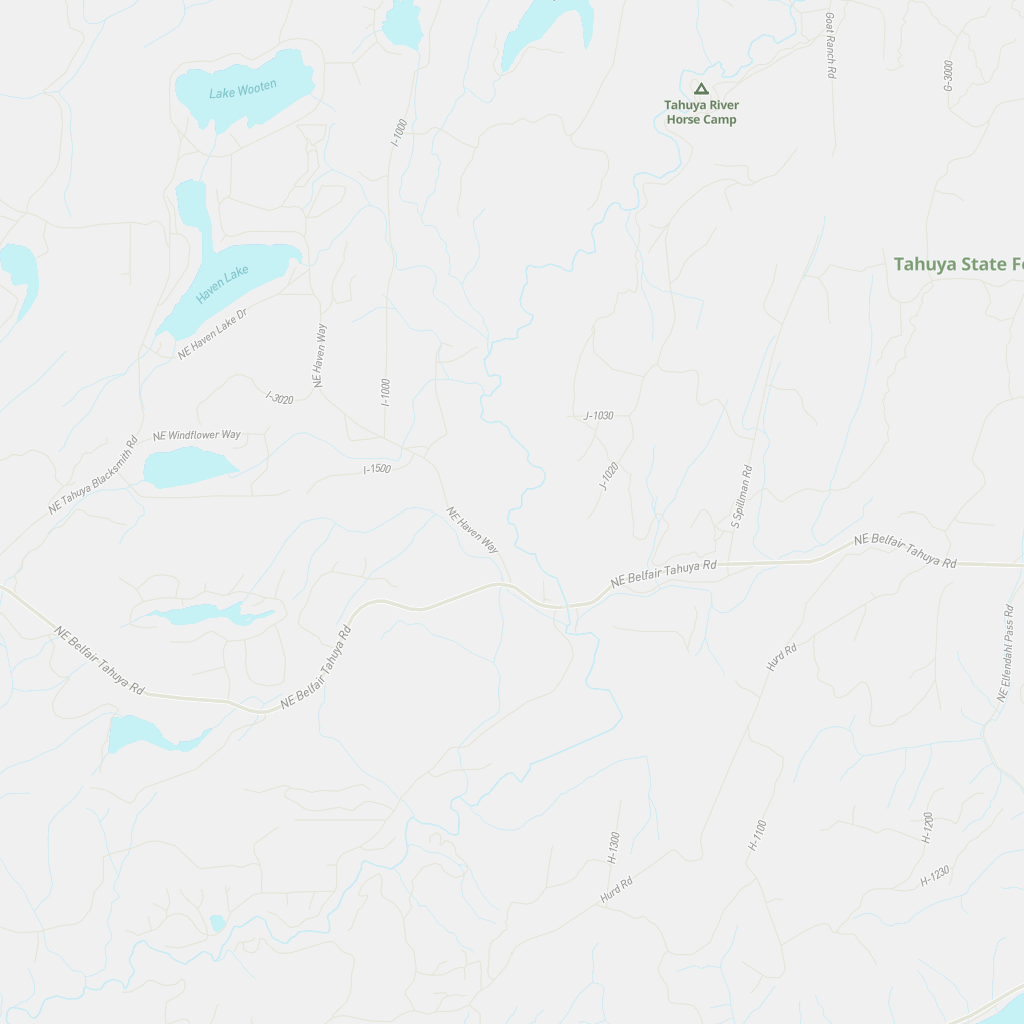 Goat Ranch Rd
G-3000
Lake Wooten
Tahuya River
Horse Camp
I-1000
Tahuya State Fo
Haven Lake
NE Haven Lake Dr
NE Haven Way
I-1000
I-3020
J-1030
NE Windflower Way
I-1500
J-1020
NE Tahuya Blacksmith Rd
S Spillman Rd
NE Haven Way
NE Belfair Tahuya Rd
NE Belfair Tahuya Rd
NE Belfair Tahuya Rd
NE Belfair Tahuya Rd
Hurd Rd
NE Elfendahl Pass Rd
H-1300
H-1100
H-1200
H-1230
Hurd Rd